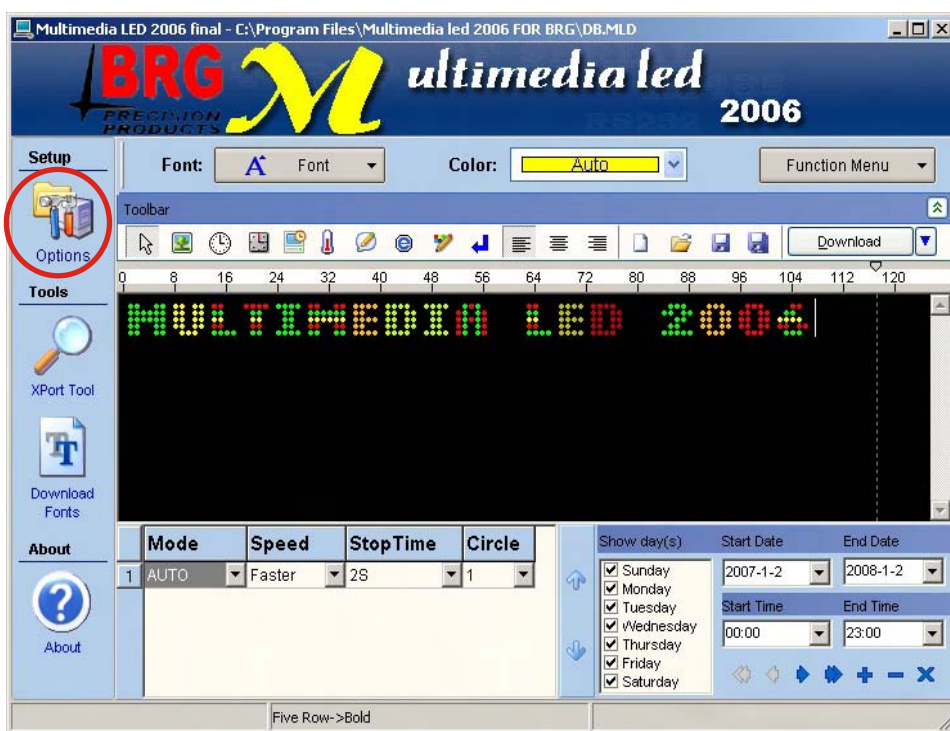 Multimedia LED 2006 final - C:\Program Files\Multimedia led 2006 FOR BRG\DB.MLD
BRG
PRECISION
PRODUCTS
M ultimedia led
2006
RS232
Setup
Font: A Font
Color: Auto
Function Menu
Options
Toolbar
Download
0 8 16 24 32 40 48 56 64 72 80 88 96 104 112 120
Tools
MULTIMEDIA LED 2006
XPort Tool
Download
Fonts
About
About
Mode Speed StopTime Circle
1 AUTO Faster 2S 1
Show day(s)
Sunday
Monday
Tuesday
Wednesday
Thursday
Friday
Saturday
Start Date End Date
2007-1-2 2008-1-2
Start Time End Time
00:00 23:00
Five Row->Bold